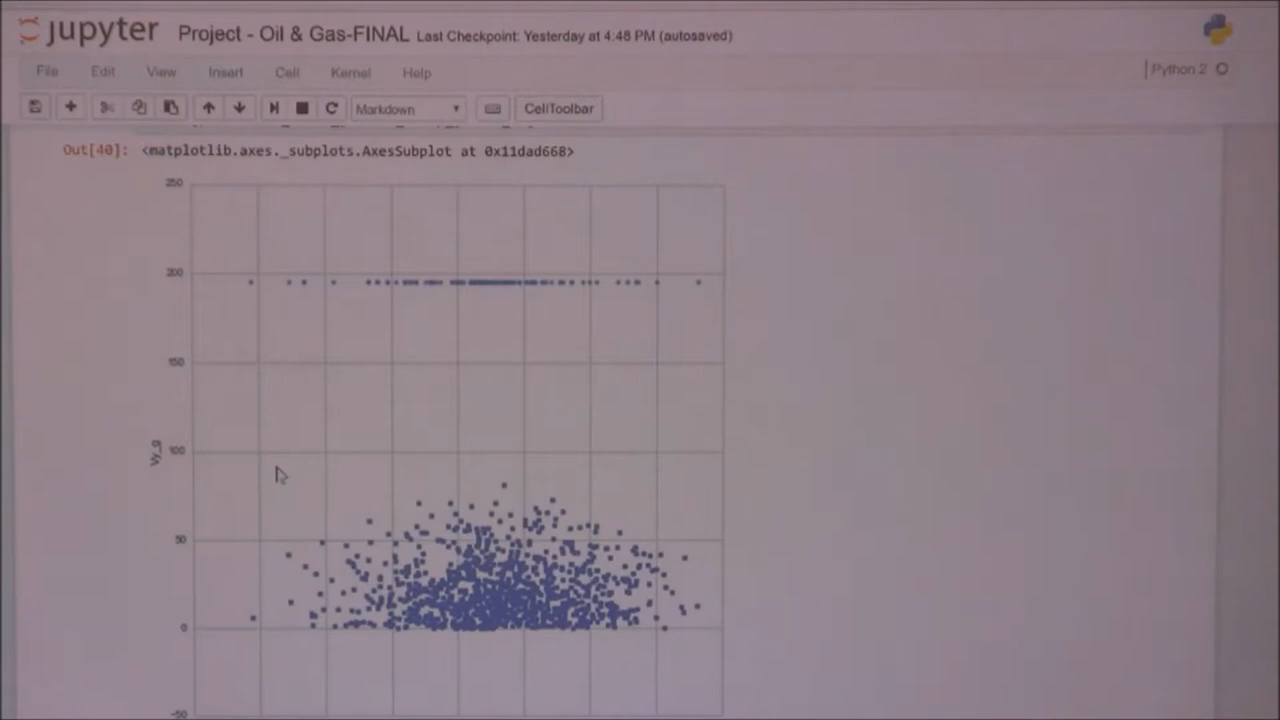 jupyter Project - Oil & Gas-FINAL Last Checkpoint: Yesterday at 4:48 PM (autosaved)
File Edit View Insert Cell Kernel Help Python 2
Markdown CellToolbar
Out[40]: <matplotlib.axes._subplots.AxesSubplot at 0x11dad668>
250
200
150
100
Vy_g
50
0
-50